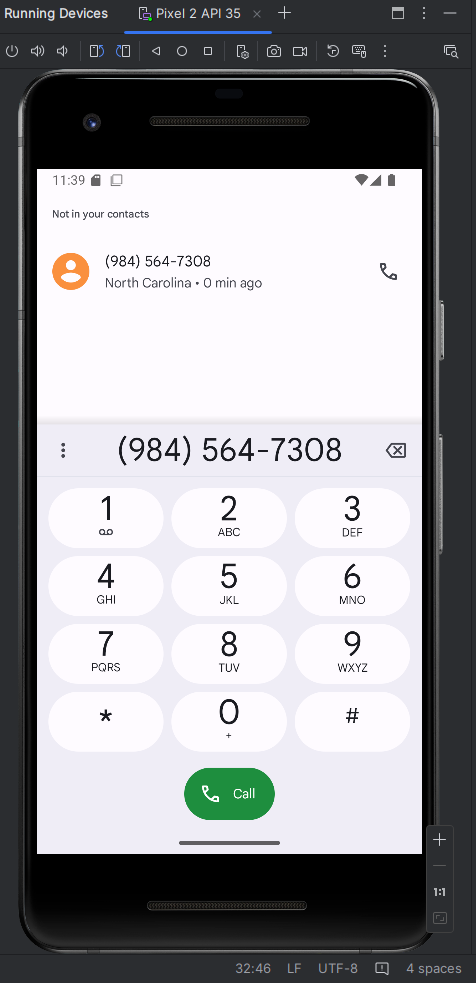 Running Devices
Pixel 2 API 35
11:39
Not in your contacts
(984) 564-7308
North Carolina • 0 min ago
(984) 564-7308
1
2
ABC
3
DEF
4
GHI
5
JKL
6
MNO
7
PQRS
8
TUV
9
WXYZ
*
0
+
#
Call
1:1
32:46 LF UTF-8 4 spaces